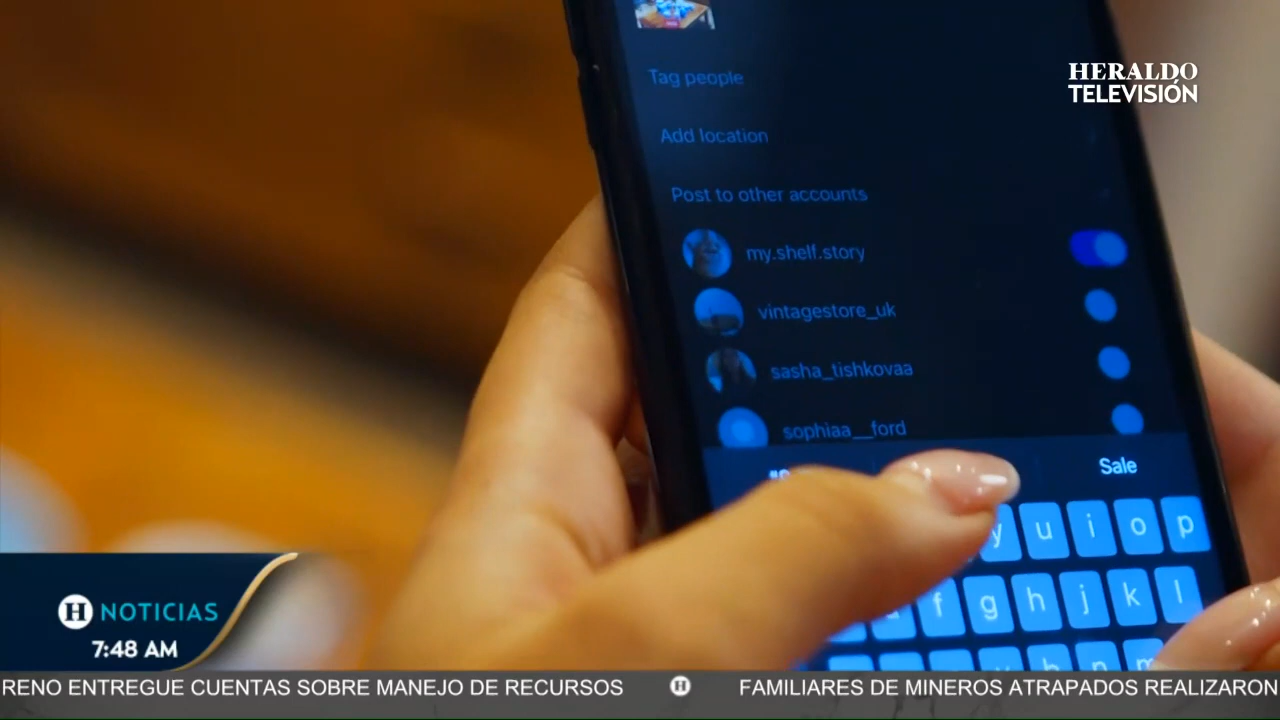 HERALDO
TELEVISIÓN
Tag people
Add location
Post to other accounts
my.shelf.story
vintagestore_uk
sasha_tishkovaa
sophiaa__ford
Sale
y u i o p
f g h j k l
H NOTICIAS
7:48 AM
RENO ENTREGUE CUENTAS SOBRE MANEJO DE RECURSOS H FAMILIARES DE MINEROS ATRAPADOS REALIZARON